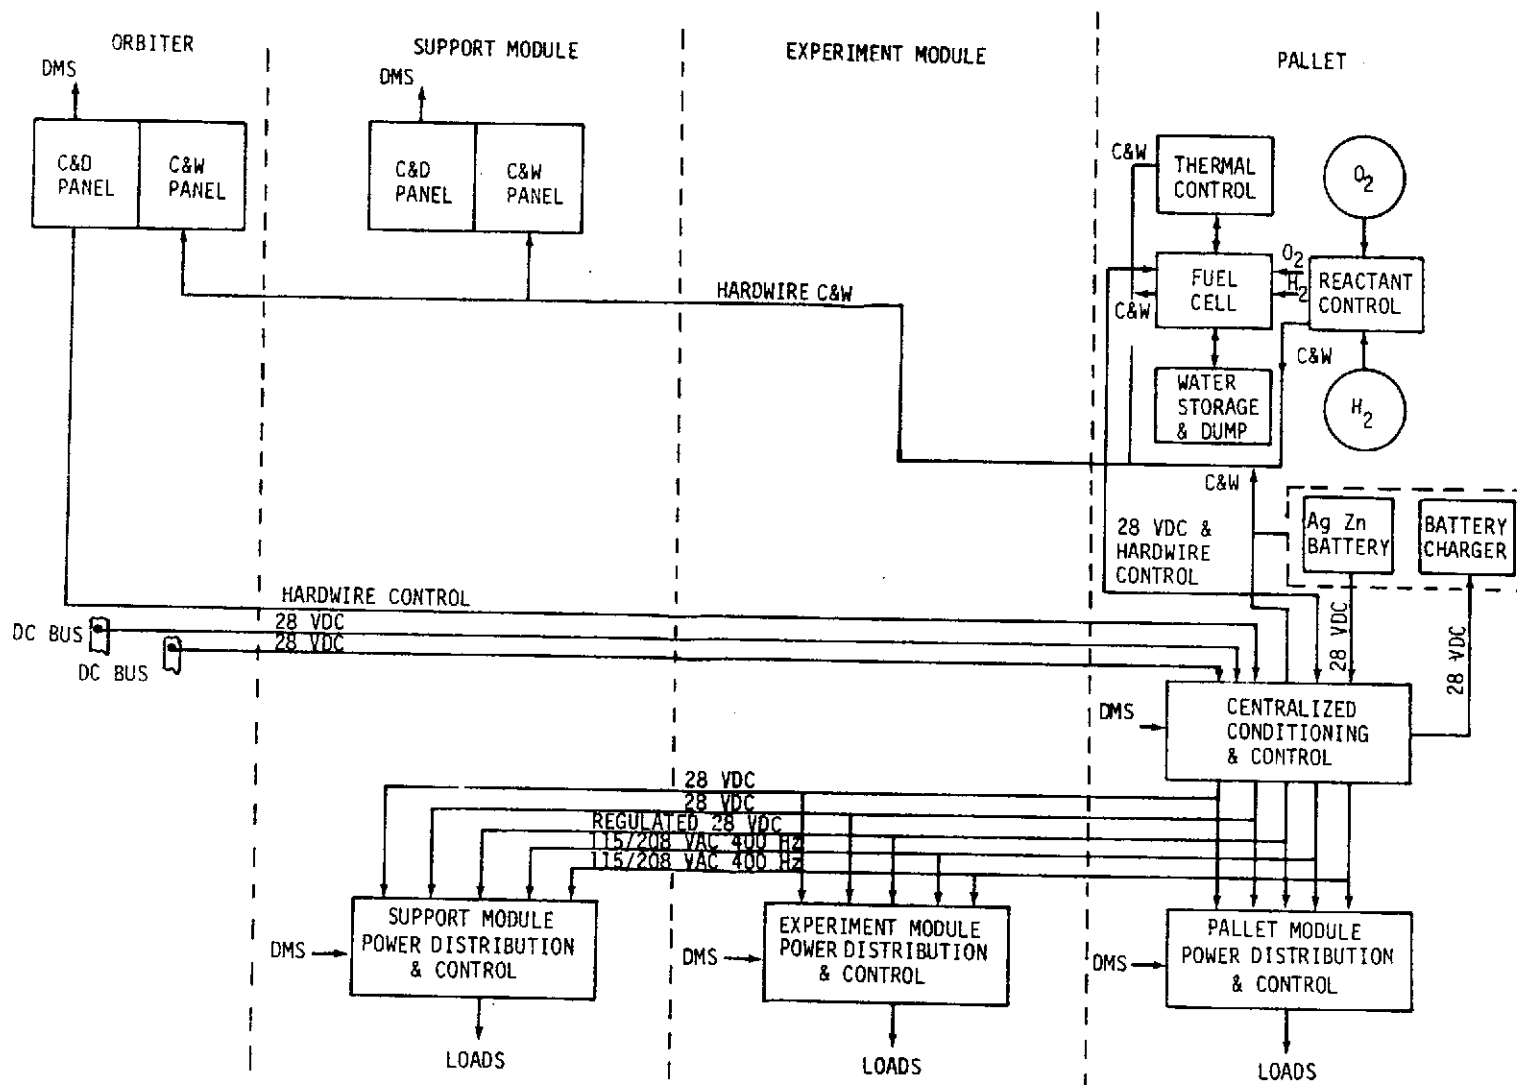 ORBITER
SUPPORT MODULE
EXPERIMENT MODULE
PALLET
DMS
DMS
C&D
PANEL
C&W
PANEL
C&D
PANEL
C&W
PANEL
C&W
THERMAL
CONTROL
O2
FUEL
CELL
O2
H2
REACTANT
CONTROL
C&W
C&W
HARDWIRE C&W
WATER
STORAGE
& DUMP
H2
C&W
28 VDC &
HARDWIRE
CONTROL
Ag Zn
BATTERY
BATTERY
CHARGER
HARDWIRE CONTROL
DC BUS
28 VDC
28 VDC
DC BUS
28 VDC
28 VDC
DMS
CENTRALIZED
CONDITIONING
& CONTROL
28 VDC
28 VDC
REGULATED 28 VDC
115/208 VAC 400 Hz
115/208 VAC 400 Hz
DMS
SUPPORT MODULE
POWER DISTRIBUTION
& CONTROL
DMS
EXPERIMENT MODULE
POWER DISTRIBUTION
& CONTROL
DMS
PALLET MODULE
POWER DISTRIBUTION
& CONTROL
LOADS
LOADS
LOADS